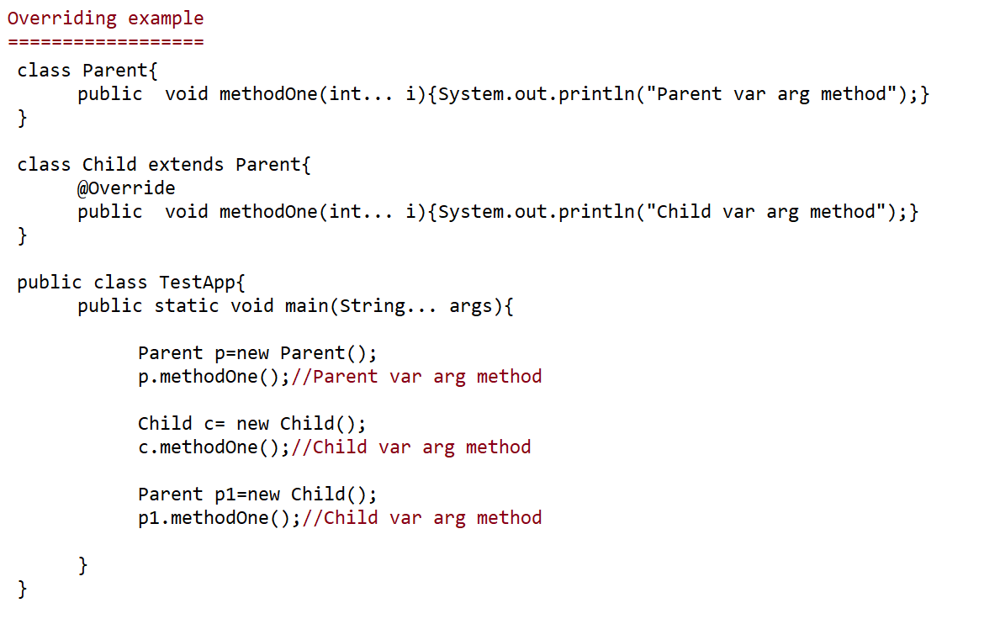 Overriding example
==================
class Parent{
public  void methodOne(int... i){System.out.println("Parent var arg method");}
}
class Child extends Parent{
@Override
public  void methodOne(int... i){System.out.println("Child var arg method");}
}
public class TestApp{
public static void main(String... args){
Parent p=new Parent();
p.methodOne();//Parent var arg method
Child c= new Child();
c.methodOne();//Child var arg method
Parent p1=new Child();
p1.methodOne();//Child var arg method
}
}